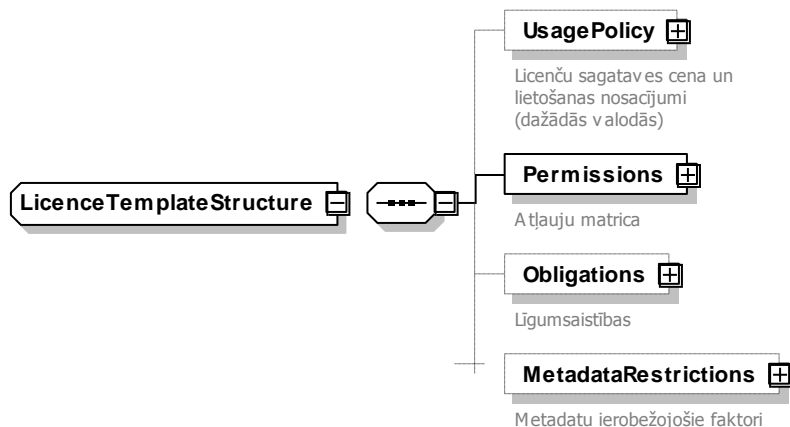 UsagePolicy
Licenču sagataves cena un
lietošanas nosacījumi
(dažādās valodās)
LicenceTemplateStructure
Permissions
Atļauju matrica
Obligations
Līgumsaistības
MetadataRestrictions
Metadatu ierobežojošie faktori